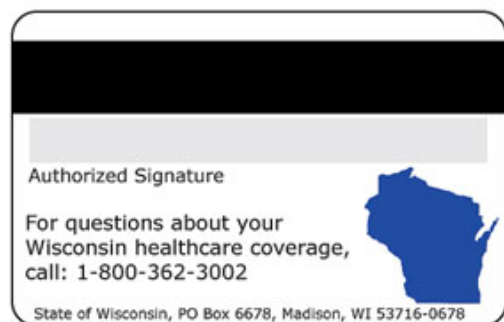 Authorized Signature
For questions about your
Wisconsin healthcare coverage,
call: 1-800-362-3002
State of Wisconsin, PO Box 6678, Madison, WI 53716-0678